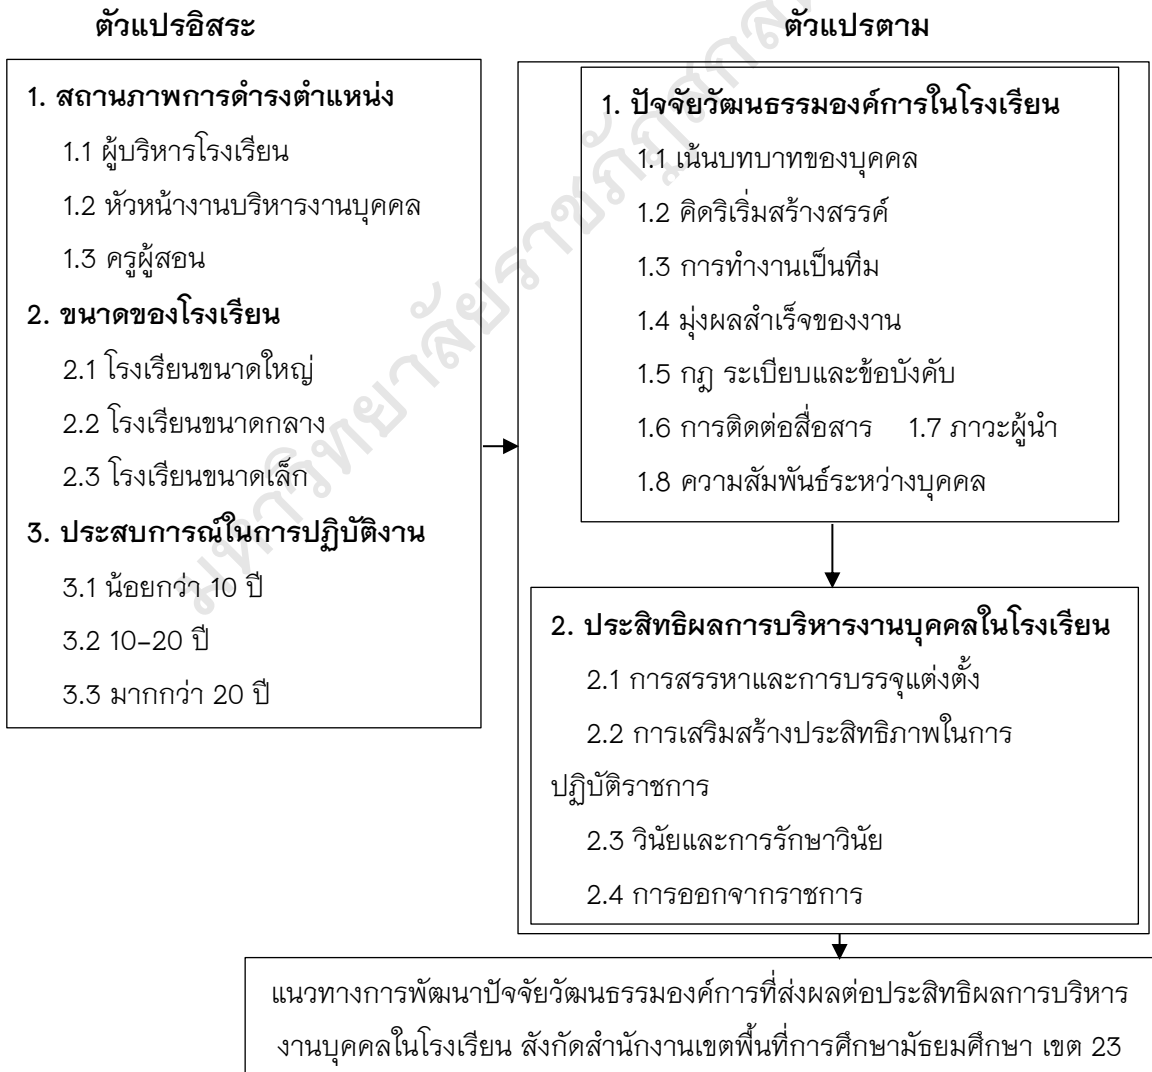 ตัวแปรอิสระ
1. สถานภาพการดำรงตำแหน่ง
1.1 ผู้บริหารโรงเรียน
1.2 หัวหน้างานบริหารงานบุคคล
1.3 ครูผู้สอน
2. ขนาดของโรงเรียน
2.1 โรงเรียนขนาดใหญ่
2.2 โรงเรียนขนาดกลาง
2.3 โรงเรียนขนาดเล็ก
3. ประสบการณ์ในการปฏิบัติงาน
3.1 น้อยกว่า 10 ปี
3.2 10-20 ปี
3.3 มากกว่า 20 ปี
ตัวแปรตาม
1. ปัจจัยวัฒนธรรมองค์การในโรงเรียน
1.1 เน้นบทบาทของบุคคล
1.2 คิดริเริ่มสร้างสรรค์
1.3 การทำงานเป็นทีม
1.4 มุ่งผลสำเร็จของงาน
1.5 กฎ ระเบียบและข้อบังคับ
1.6 การติดต่อสื่อสาร 1.7 ภาวะผู้นำ
1.8 ความสัมพันธ์ระหว่างบุคคล
2. ประสิทธิผลการบริหารงานบุคคลในโรงเรียน
2.1 การสรรหาและการบรรจุแต่งตั้ง
2.2 การเสริมสร้างประสิทธิภาพในการ
ปฏิบัติราชการ
2.3 วินัยและการรักษาวินัย
2.4 การออกจากราชการ
แนวทางการพัฒนาปัจจัยวัฒนธรรมองค์การที่ส่งผลต่อประสิทธิผลการบริหาร
งานบุคคลในโรงเรียน สังกัดสำนักงานเขตพื้นที่การศึกษามัธยมศึกษา เขต 23
มหาวิทยาลัยราชภัฏสกล